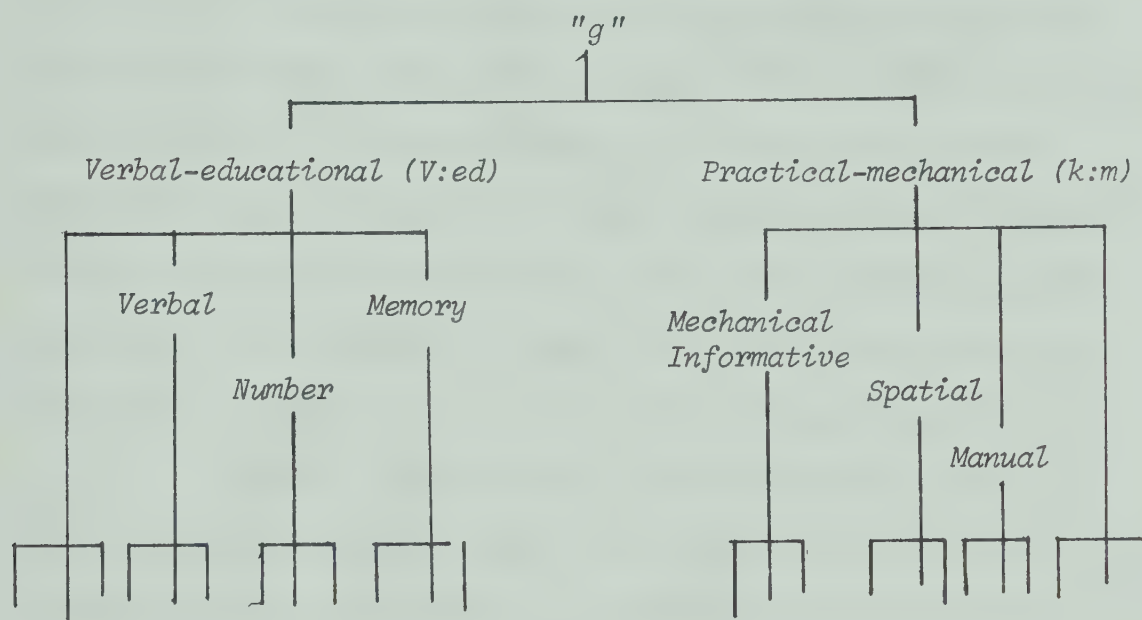 "g"
Verbal-educational (V:ed)
Practical-mechanical (k:m)
Verbal
Memory
Number
Mechanical
Informative
Spatial
Manual